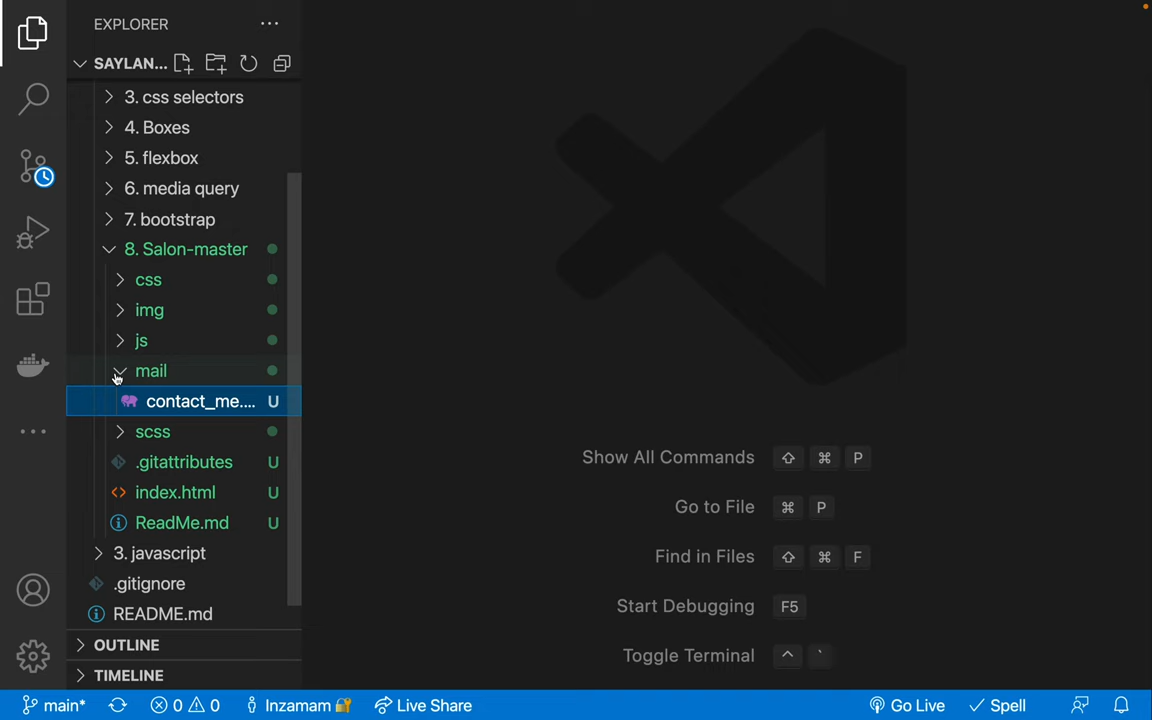 EXPLORER
SAYLAN...
3. css selectors
4. Boxes
5. flexbox
6. media query
7. bootstrap
8. Salon-master
css
img
js
mail
contact_me.... U
scss
.gitattributes U
index.html U
ReadMe.md U
3. javascript
.gitignore
README.md
OUTLINE
TIMELINE
Show All Commands ⇧ ⌘ P
Go to File ⌘ P
Find in Files ⇧ ⌘ F
Start Debugging F5
Toggle Terminal ^ `
main* 0 0 Inzamam 🔐 Live Share Go Live Spell